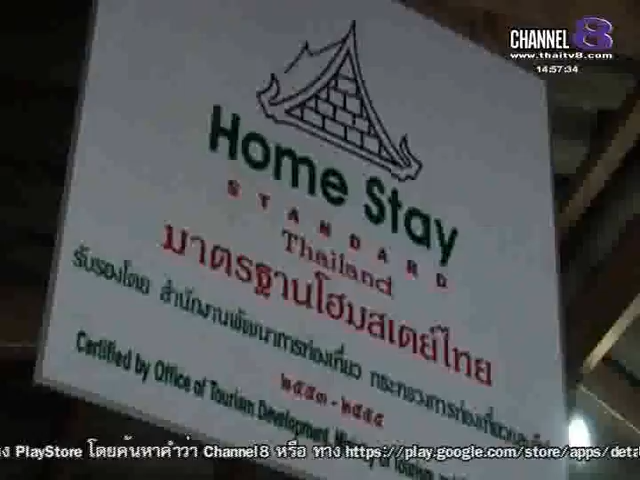 CHANNEL 8
www.thaitv8.com
14:57:34
Home Stay
STANDARD
Thailand
มาตรฐานโฮมสเตย์ไทย
รับรองโดย สำนักงานพัฒนาการท่องเที่ยว กระทรวงการท่องเที่ยวและกีฬา
๒๕๕๓ - ๒๕๕๕
Certified by Office of Tourism Development, Ministry of Tourism
PlayStore โดยค้นหาคำว่า Channel8 หรือ ทาง https://play.google.com/store/apps/deta